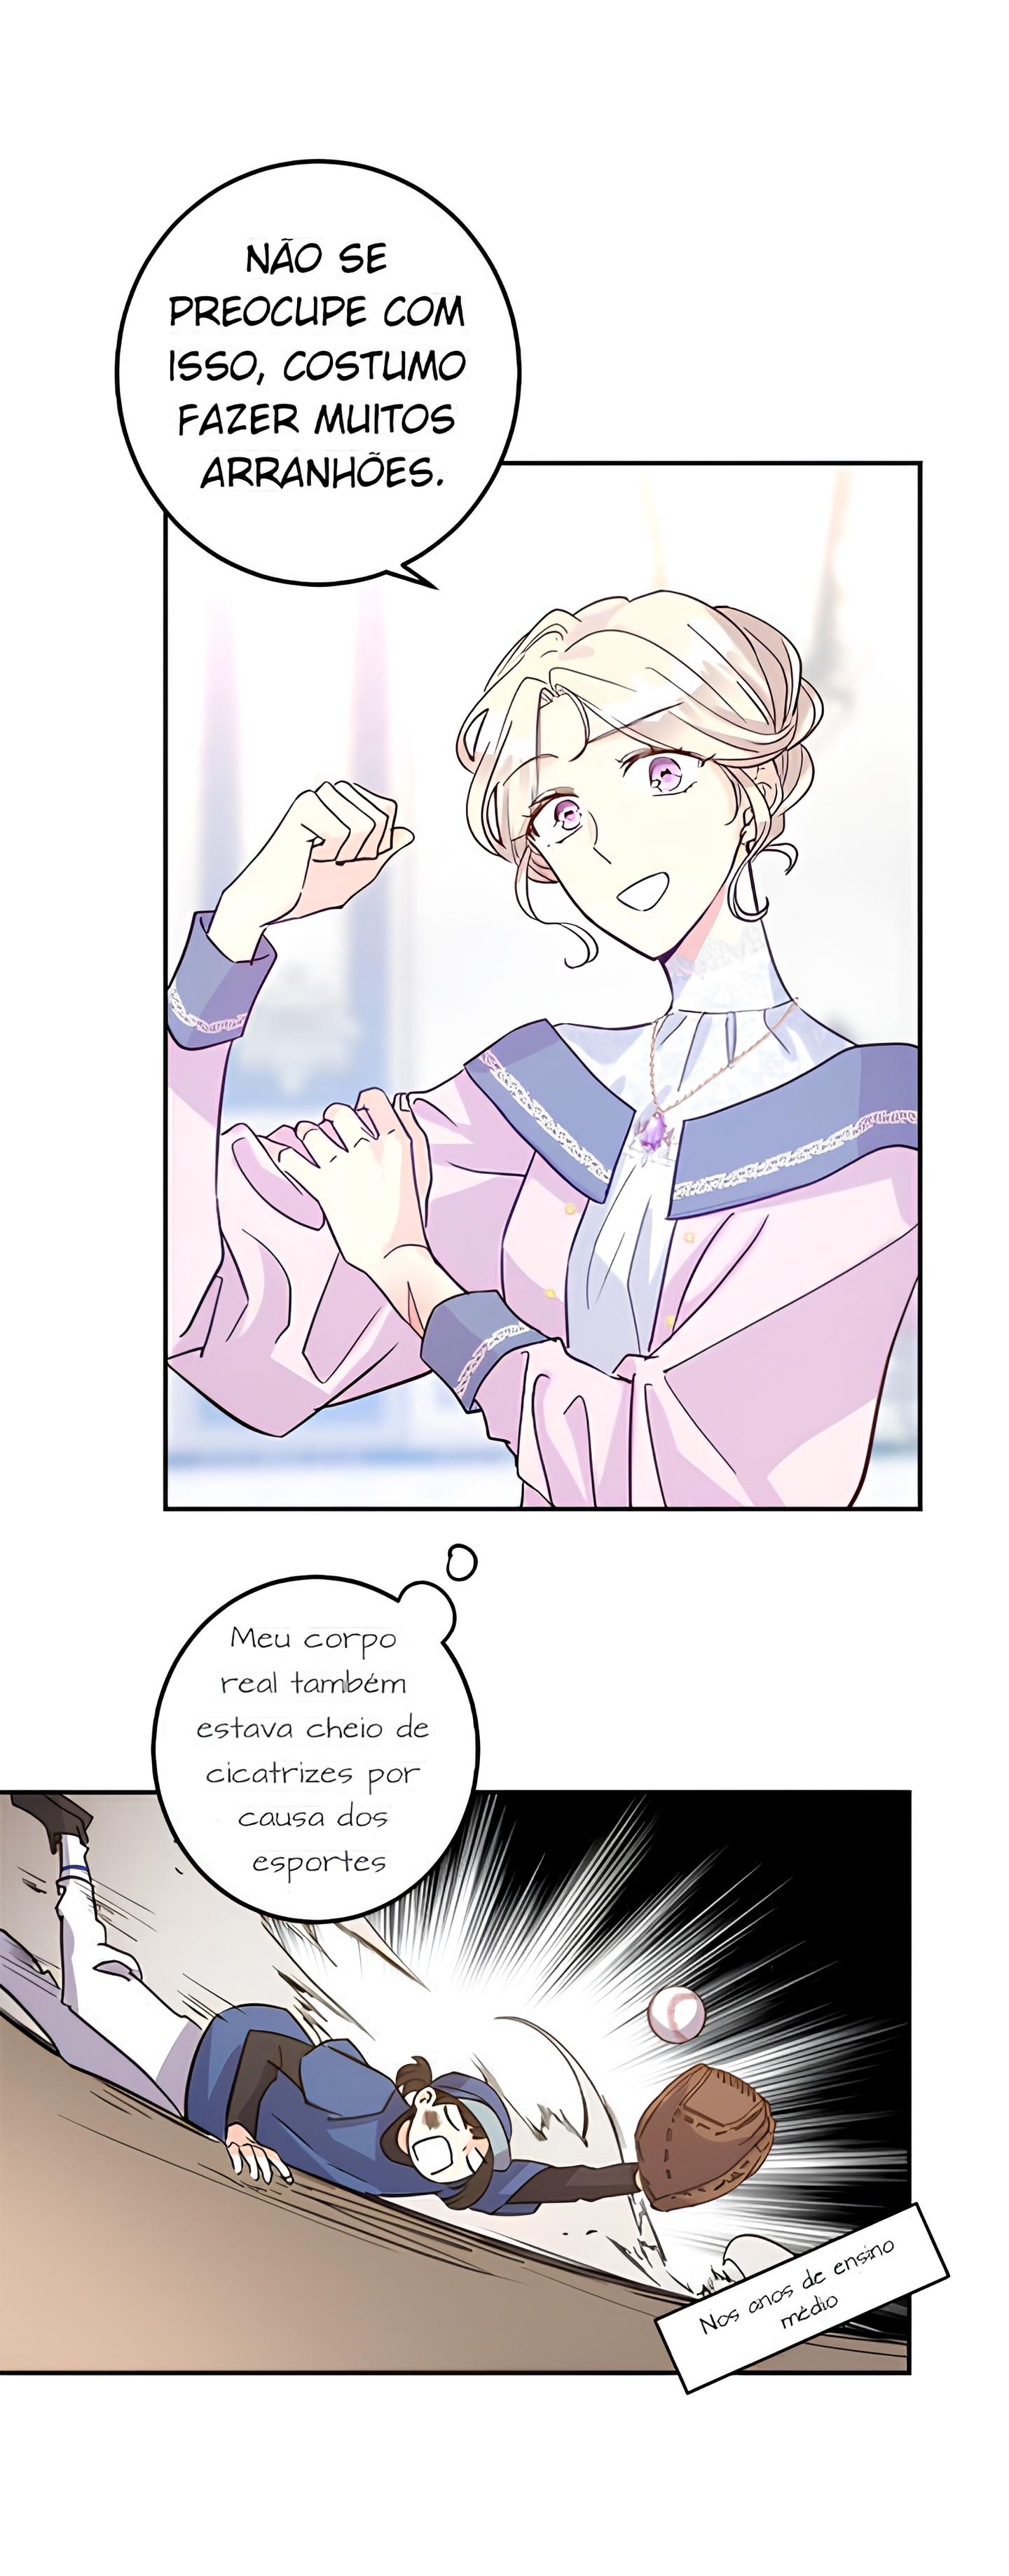 NÃO SE
PREOCUPE COM
ISSO, COSTUMO
FAZER MUITOS
ARRANHÕES.
Meu corpo
real também
estava cheio de
cicatrizes por
causa dos
esportes
Nos anos de ensino
médio